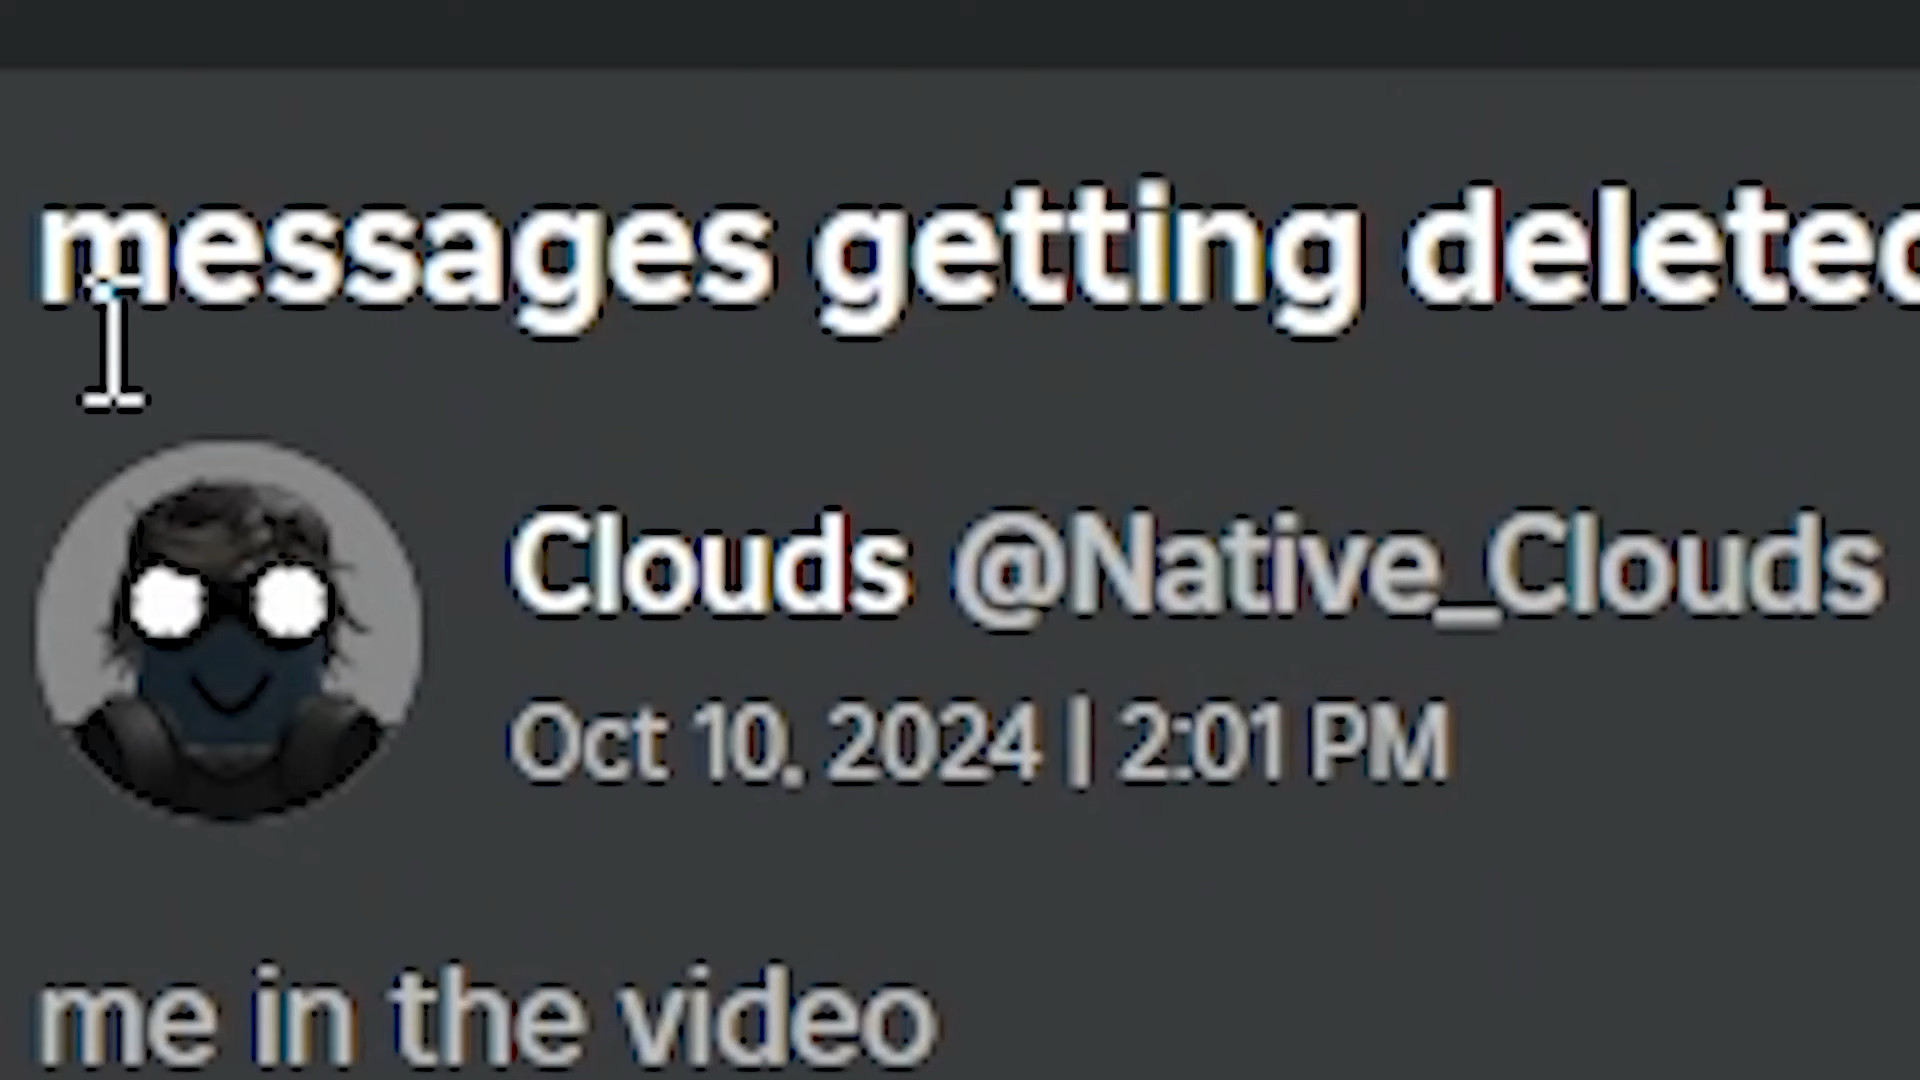 messages getting deleted
Clouds @Native_Clouds
Oct 10, 2024 | 2:01 PM
me in the video